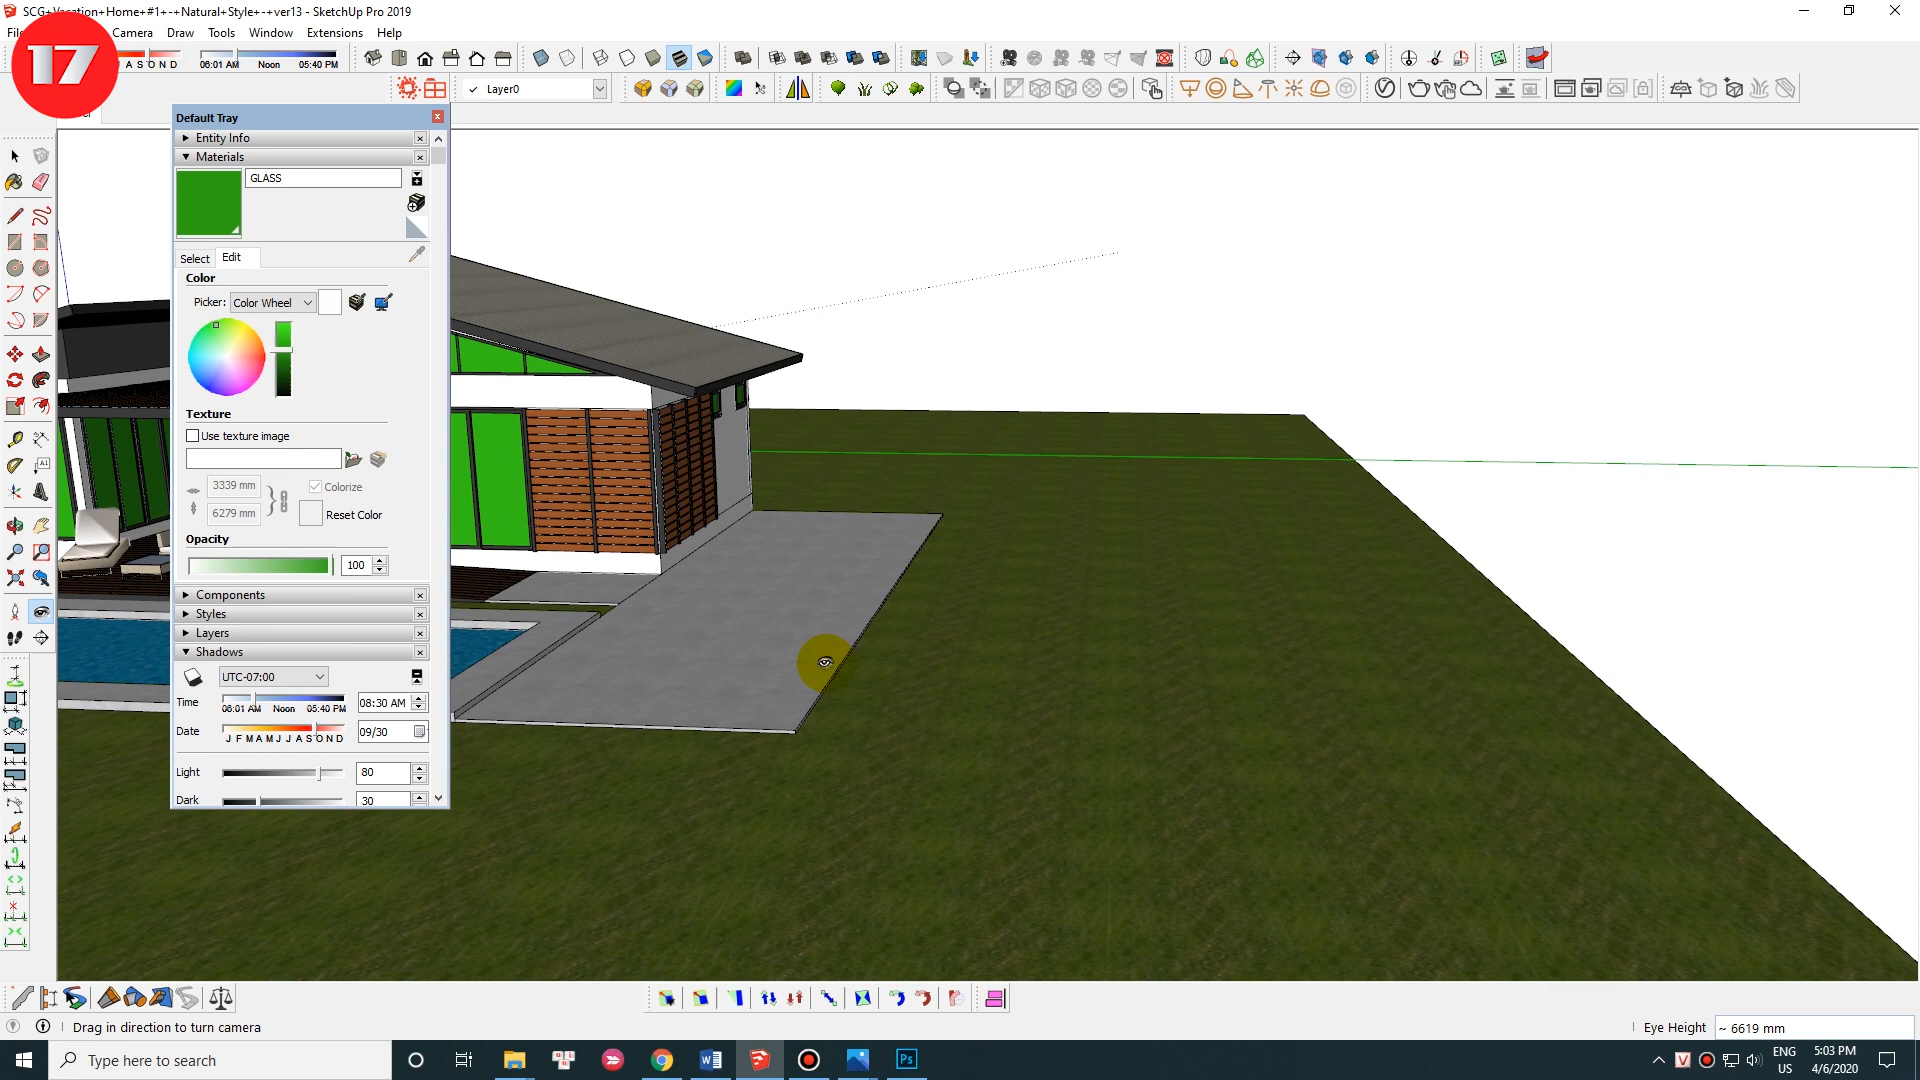 SCG+Vacation+Home+#1+-+Natural+Style+-+ver13 - SketchUp Pro 2019
Camera Draw Tools Window Extensions Help
17
A S O N D
06:01 AM Noon 05:40 PM
Layer0
Default Tray
Entity Info
Materials
GLASS
Select Edit
Color
Picker: Color Wheel
Texture
Use texture image
3339 mm
Colorize
6279 mm
Reset Color
Opacity
100
Components
Styles
Layers
Shadows
UTC-07:00
Time
06:01 AM Noon 05:40 PM
08:30 AM
Date
J F M A M J J A S O N D
09/30
Light
80
Dark
30
Drag in direction to turn camera
Eye Height
~ 6619 mm
Type here to search
ENG
US
5:03 PM
4/6/2020